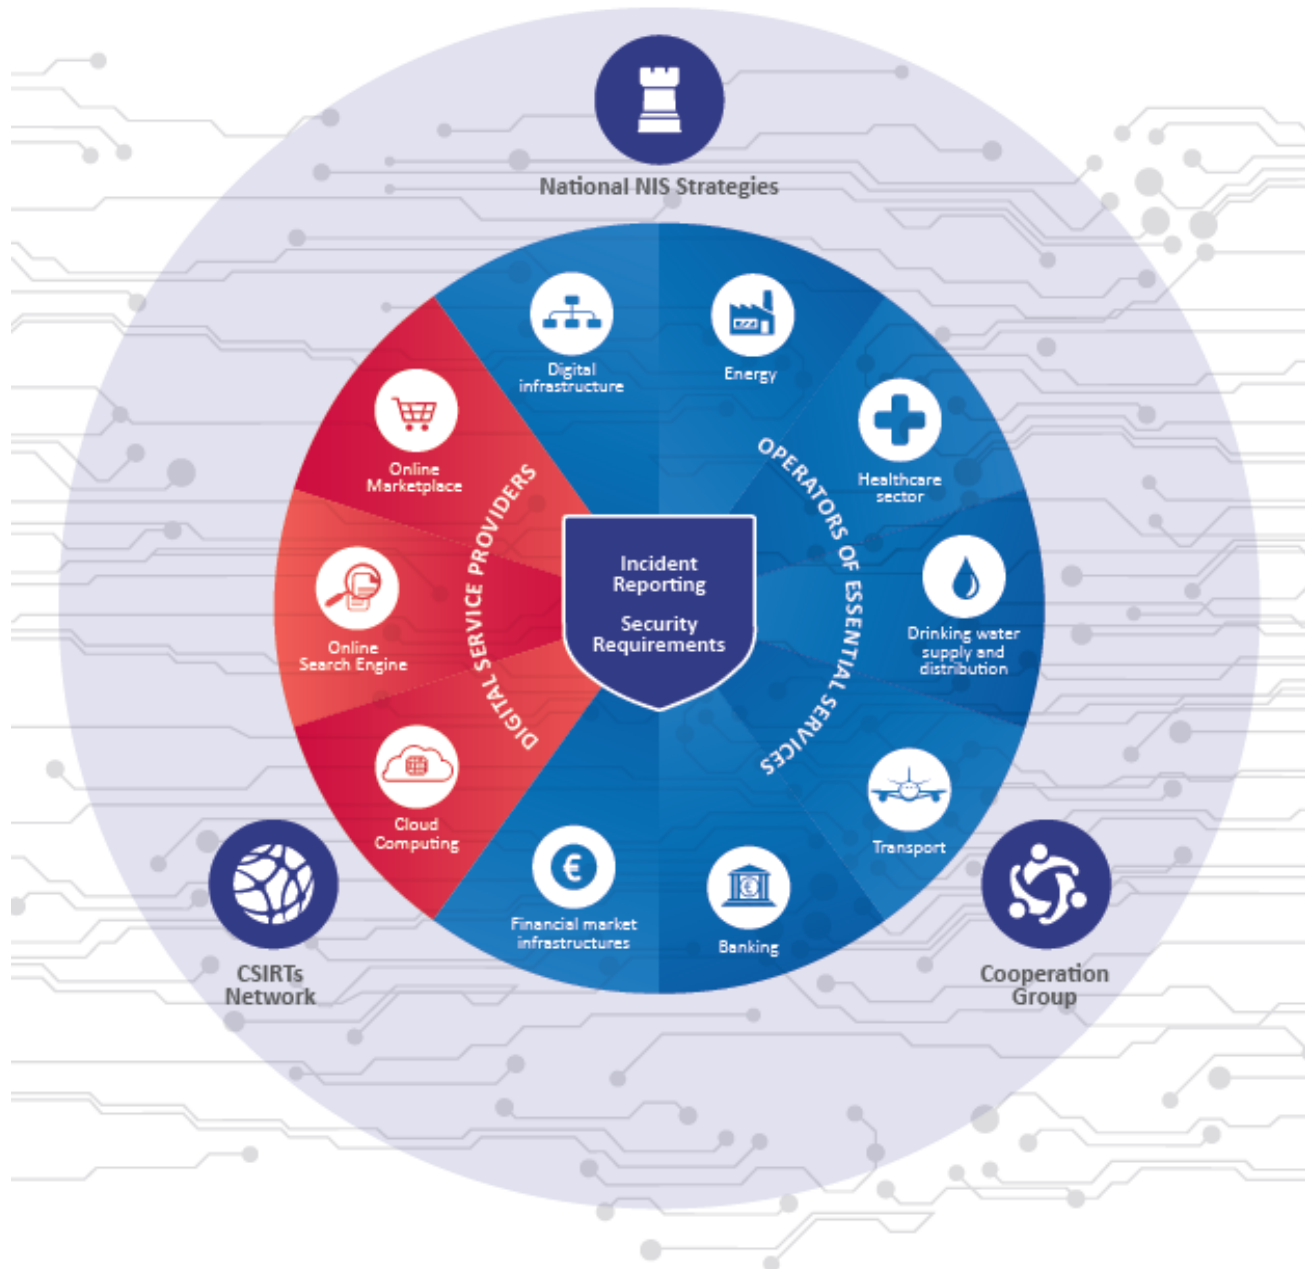 National NIS Strategies
Digital
infrastructure
Energy
Online
Marketplace
Healthcare
sector
DIGITAL SERVICE PROVIDERS
OPERATORS OF ESSENTIAL SERVICES
Incident
Reporting
Security
Requirements
Online
Search Engine
Drinking water
supply and
distribution
Cloud
Computing
Transport
Financial market
infrastructures
Banking
CSIRTs
Network
Cooperation
Group